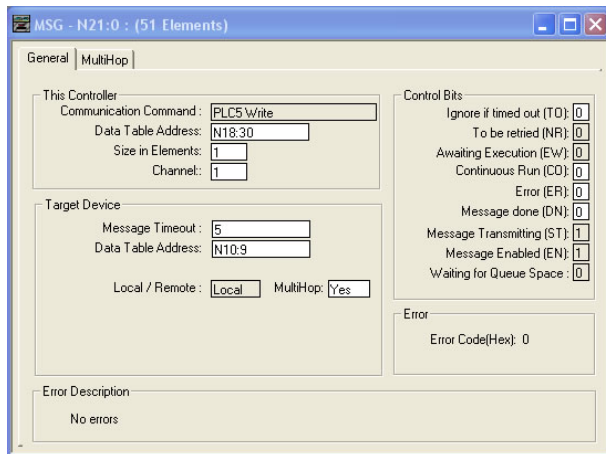 MSG - N21:0 : (51 Elements)
General MultiHop
This Controller
Communication Command : PLC5 Write
Data Table Address: N18:30
Size in Elements: 1
Channel:: 1
Target Device
Message Timeout : 5
Data Table Address: N10:9
Local / Remote : Local MultiHop: Yes
Control Bits
Ignore if timed out (TO): 0
To be retried (NR): 0
Awaiting Execution (EW): 0
Continuous Run (CO): 0
Error (ER): 0
Message done (DN): 0
Message Transmitting (ST): 1
Message Enabled (EN): 1
Waiting for Queue Space : 0
Error
Error Code(Hex): 0
Error Description
No errors